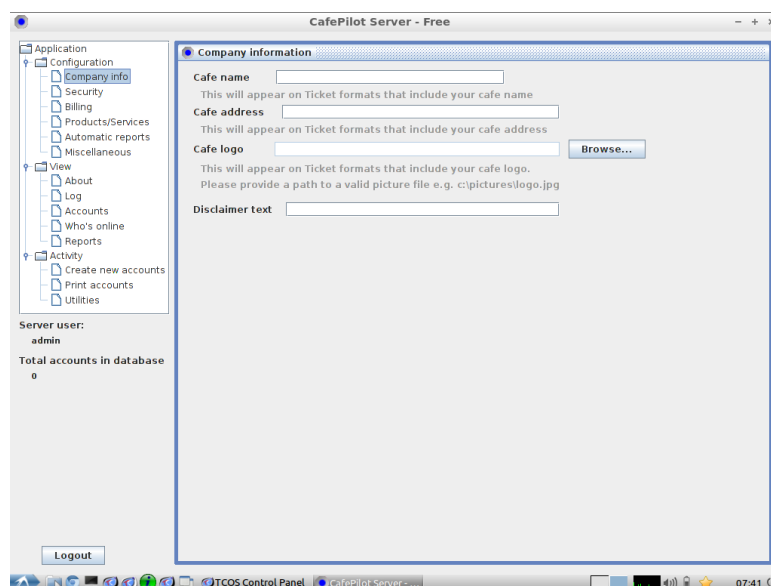 CafePilot Server - Free
Application
Configuration
Company info
Security
Billing
Products/Services
Automatic reports
Miscellaneous
View
About
Log
Accounts
Who's online
Reports
Activity
Create new accounts
Print accounts
Utilities
Server user:
admin
Total accounts in database
0
Logout
Company information
Cafe name
This will appear on Ticket formats that include your cafe name
Cafe address
This will appear on Ticket formats that include your cafe address
Cafe logo
Browse...
This will appear on Ticket formats that include your cafe logo.
Please provide a path to a valid picture file e.g. c:\pictures\logo.jpg
Disclaimer text
TCOS Control Panel
CafePilot Server - ...
07:41